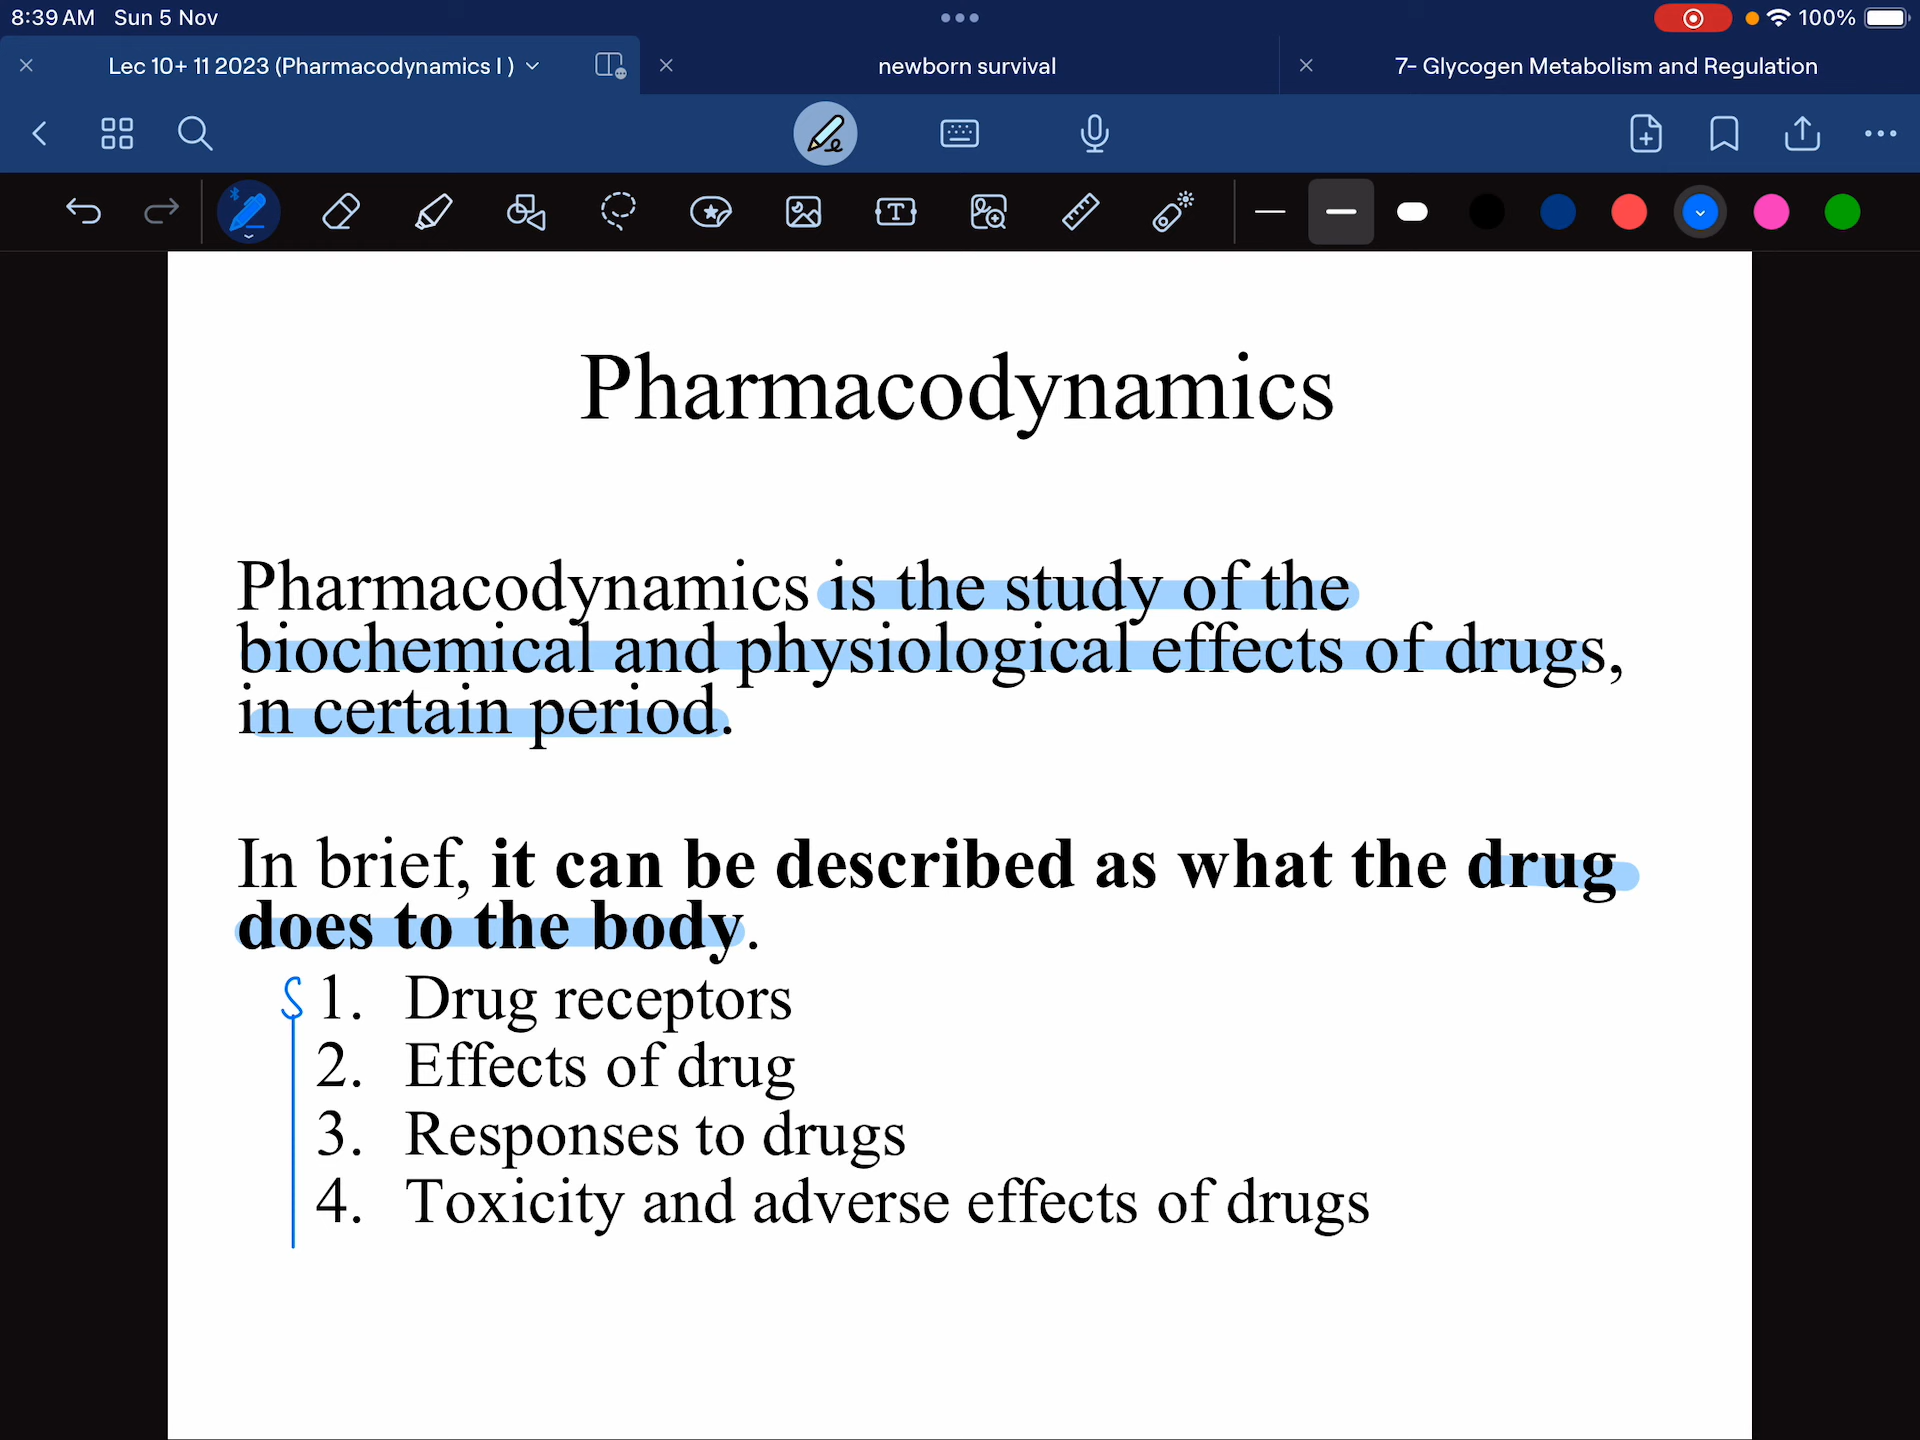 8:39 AM Sun 5 Nov
100%
Lec 10+ 11 2023 (Pharmacodynamics I )
newborn survival
7- Glycogen Metabolism and Regulation
Pharmacodynamics
Pharmacodynamics is the study of the
biochemical and physiological effects of drugs,
in certain period.
In brief, it can be described as what the drug
does to the body.
1. Drug receptors
2. Effects of drug
3. Responses to drugs
4. Toxicity and adverse effects of drugs